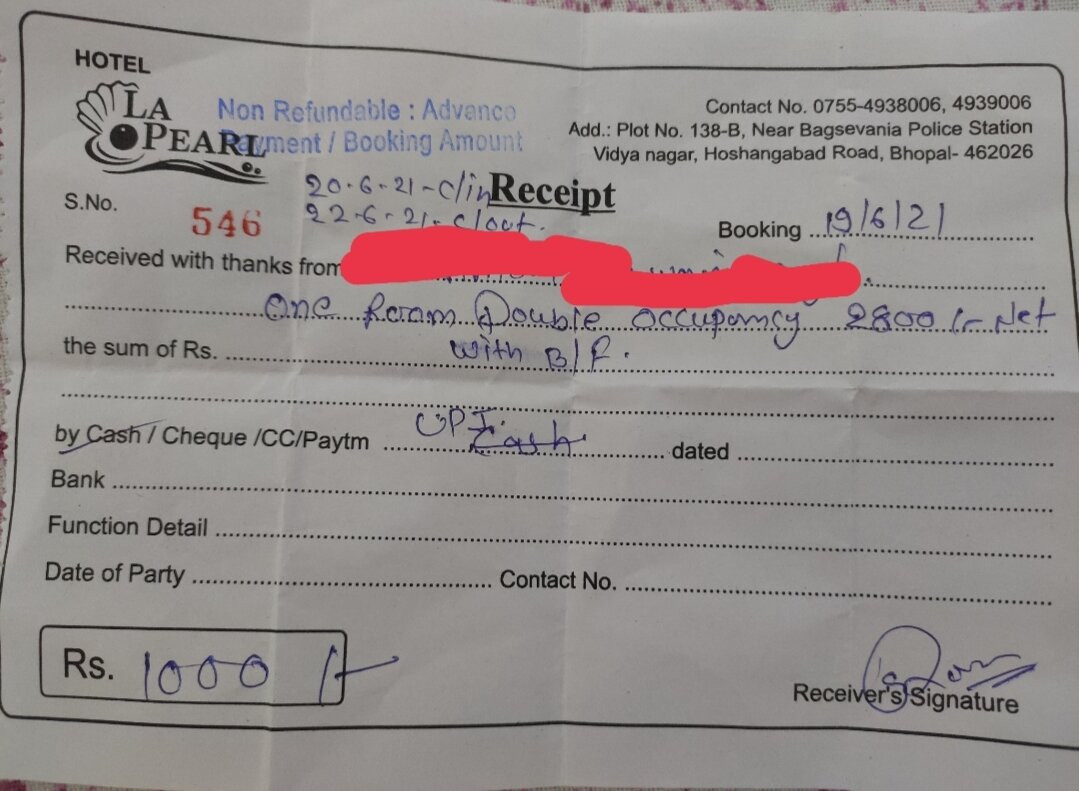 HOTEL
LA
PEARL
Non Refundable : Advance
Payment / Booking Amount
Contact No. 0755-4938006, 4939006
Add.: Plot No. 138-B, Near Bagsevania Police Station
Vidya nagar, Hoshangabad Road, Bhopal- 462026
20-6-21-C/in
22-6-21-C/out.
Receipt
S.No. 546
Booking 19/6/21
Received with thanks from
One Room Double Occupancy 2800/- Net
the sum of Rs. with B/F.
by Cash / Cheque /CC/Paytm UPI. Cash dated
Bank
Function Detail
Date of Party Contact No.
Rs. 1000/-
Receiver's Signature